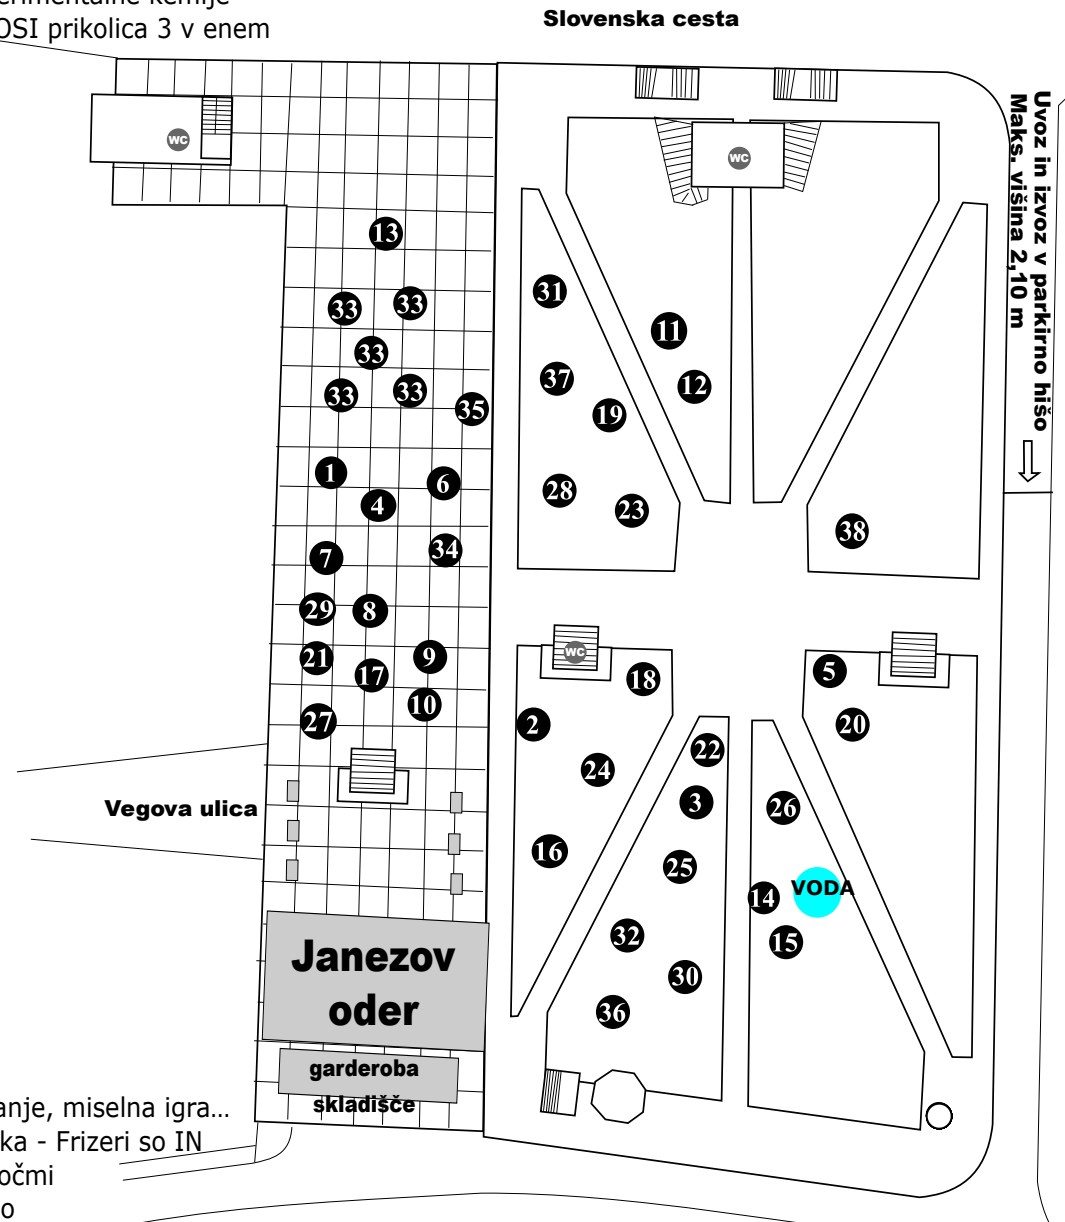 erimentalne kemije
OSI prikolica 3 v enem
Slovenska cesta
Uvoz in izvoz v parkirno hišo
Maks. višina 2,10 m
WC
WC
13
31
33
33
11
33
37
12
33
33
35
19
1
6
28
4
23
38
34
7
29
8
WC
21
9
5
17
18
10
27
2
20
22
24
3
26
Vegova ulica
16
25
VODA
14
32
15
Janezov
oder
30
36
garderoba
skladišče
anje, miselna igra...
ka - Frizeri so IN
očmi
o